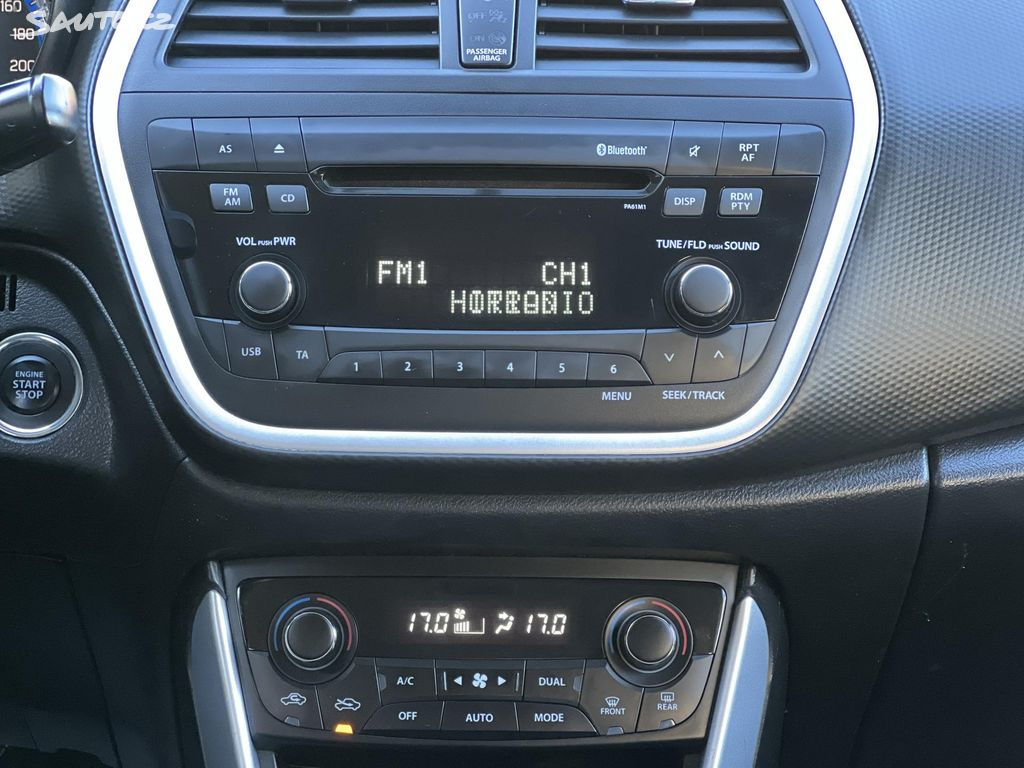 160
180
200
SAUTO.CZ
OFF
ON
PASSENGER
AIRBAG
AS
Bluetooth
RPT
AF
FM
AM
CD
DISP
RDM
PTY
PA61M1
VOL PUSH PWR
TUNE/FLD PUSH SOUND
FM1 CH1
USB
TA
1 2 3 4 5 6
MENU
SEEK/TRACK
ENGINE
START
STOP
17.0 17.0
A/C
DUAL
OFF
AUTO
MODE
FRONT
REAR